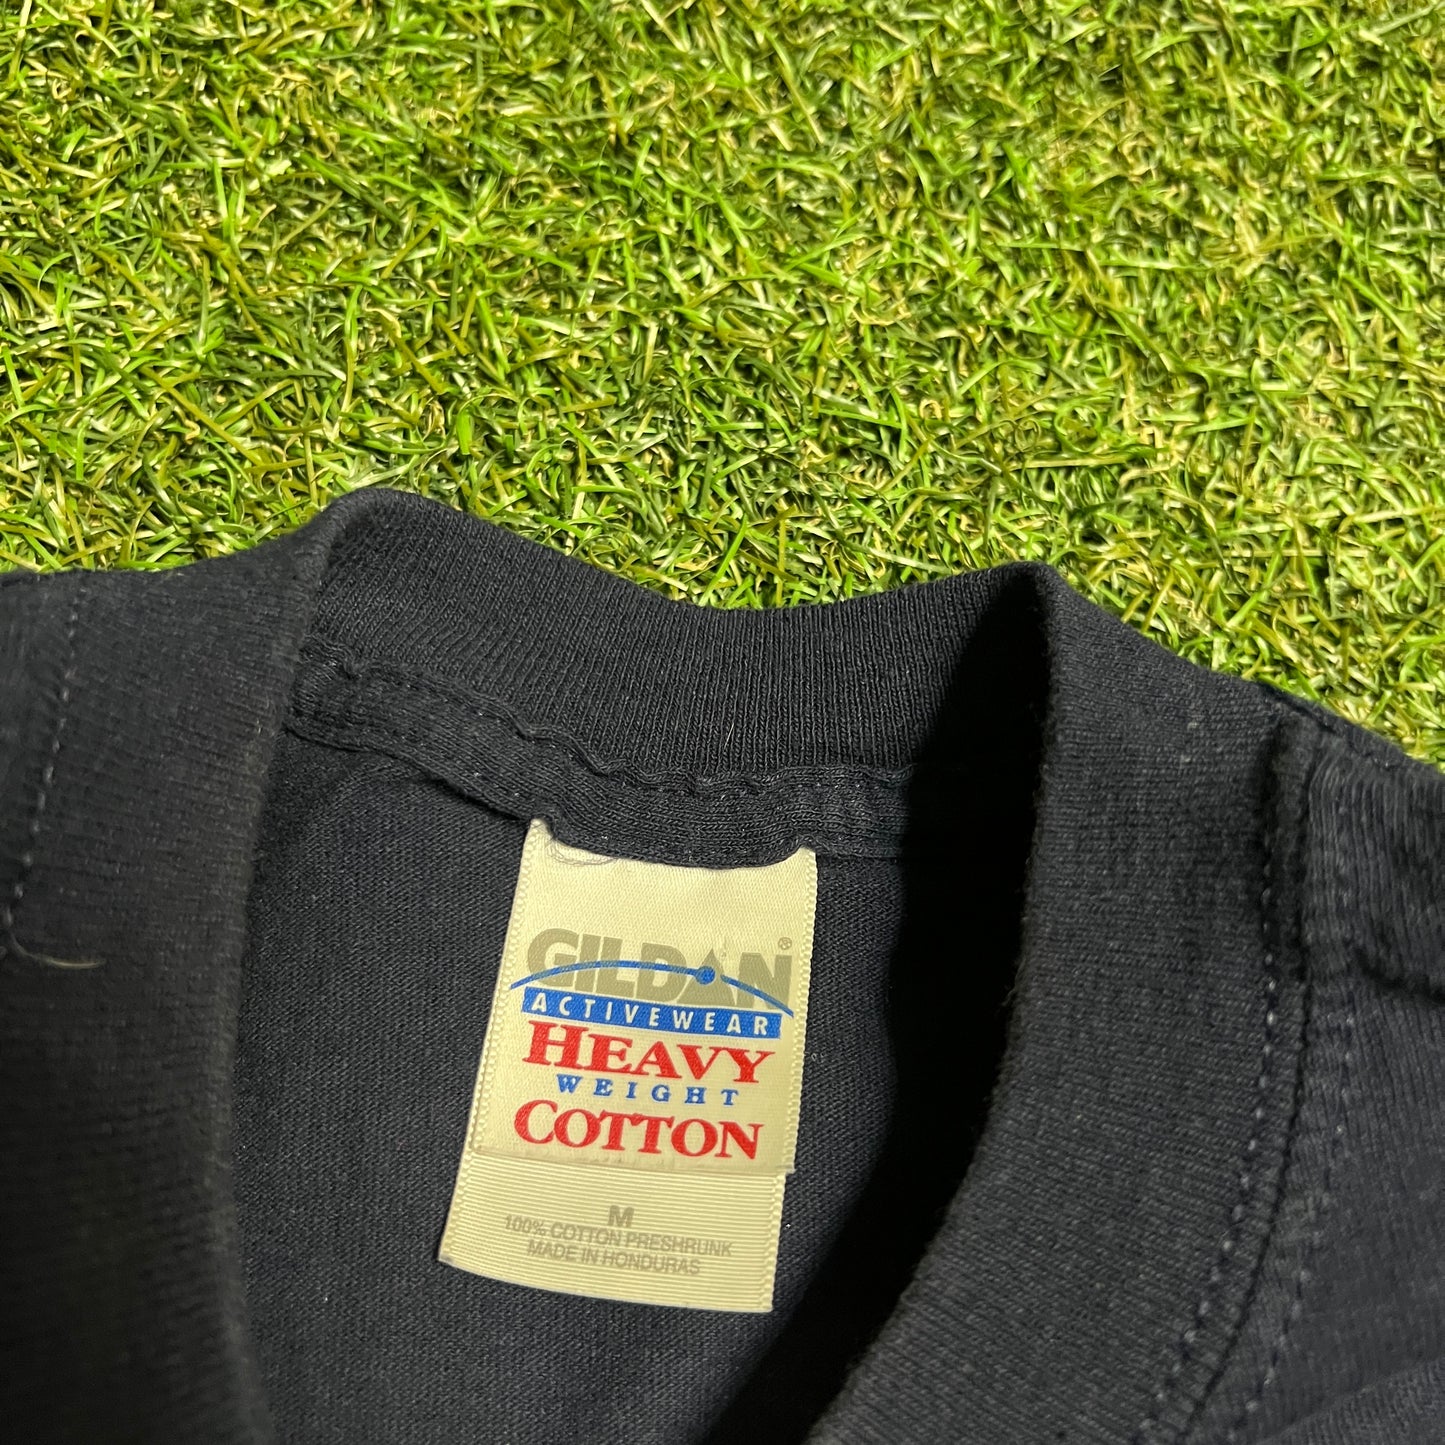 GILDAN®
ACTIVEWEAR
HEAVY
WEIGHT
COTTON
M
100% COTTON PRESHRUNK
MADE IN HONDURAS